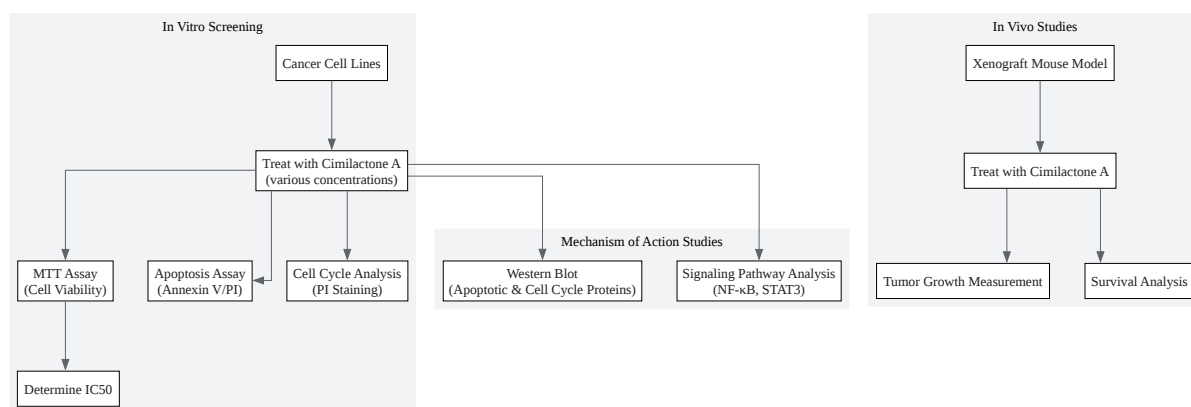 In Vitro Screening
Cancer Cell Lines
Treat with Cimilactone A
(various concentrations)
MTT Assay
(Cell Viability)
Apoptosis Assay
(Annexin V/PI)
Cell Cycle Analysis
(PI Staining)
Determine IC50
Mechanism of Action Studies
Western Blot
(Apoptotic & Cell Cycle Proteins)
Signaling Pathway Analysis
(NF-κB, STAT3)
In Vivo Studies
Xenograft Mouse Model
Treat with Cimilactone A
Tumor Growth Measurement
Survival Analysis